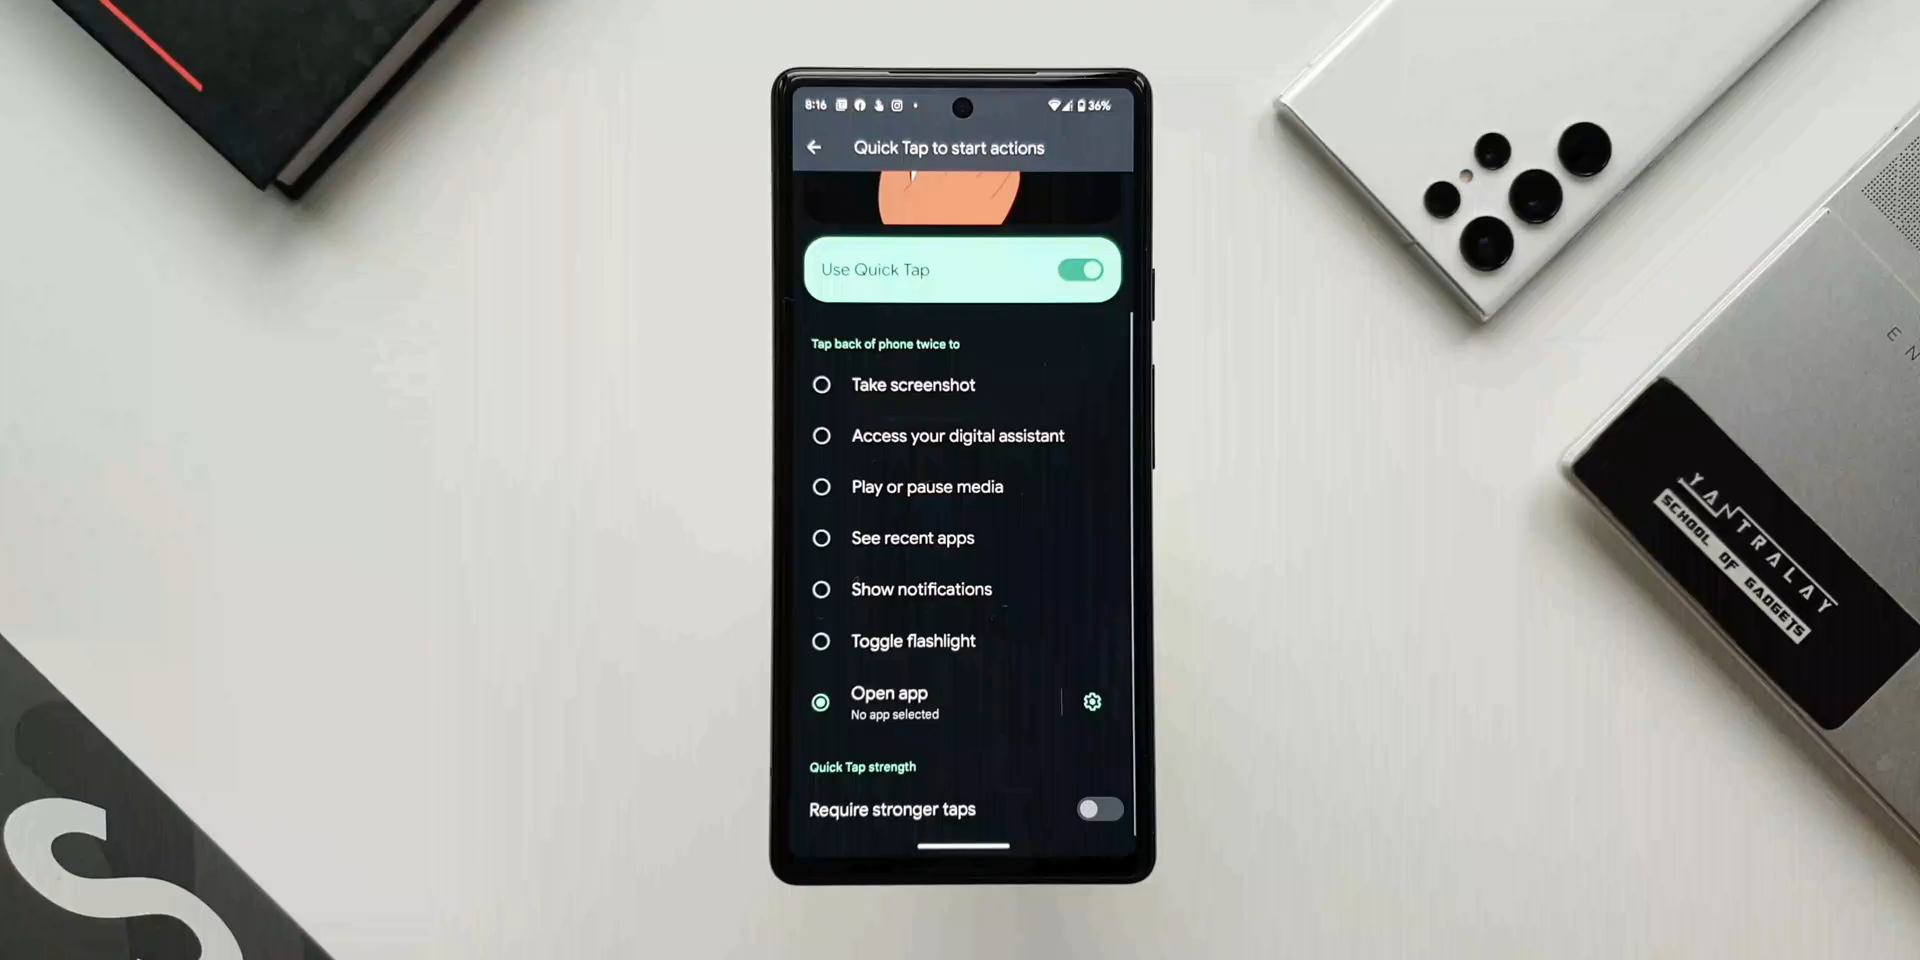 8:16 36%
Quick Tap to start actions
Use Quick Tap
Tap back of phone twice to
Take screenshot
Access your digital assistant
Play or pause media
See recent apps
Show notifications
Toggle flashlight
Open app
No app selected
Quick Tap strength
Require stronger taps
S
E N
YANTRALAY
SCHOOL OF GADGETS